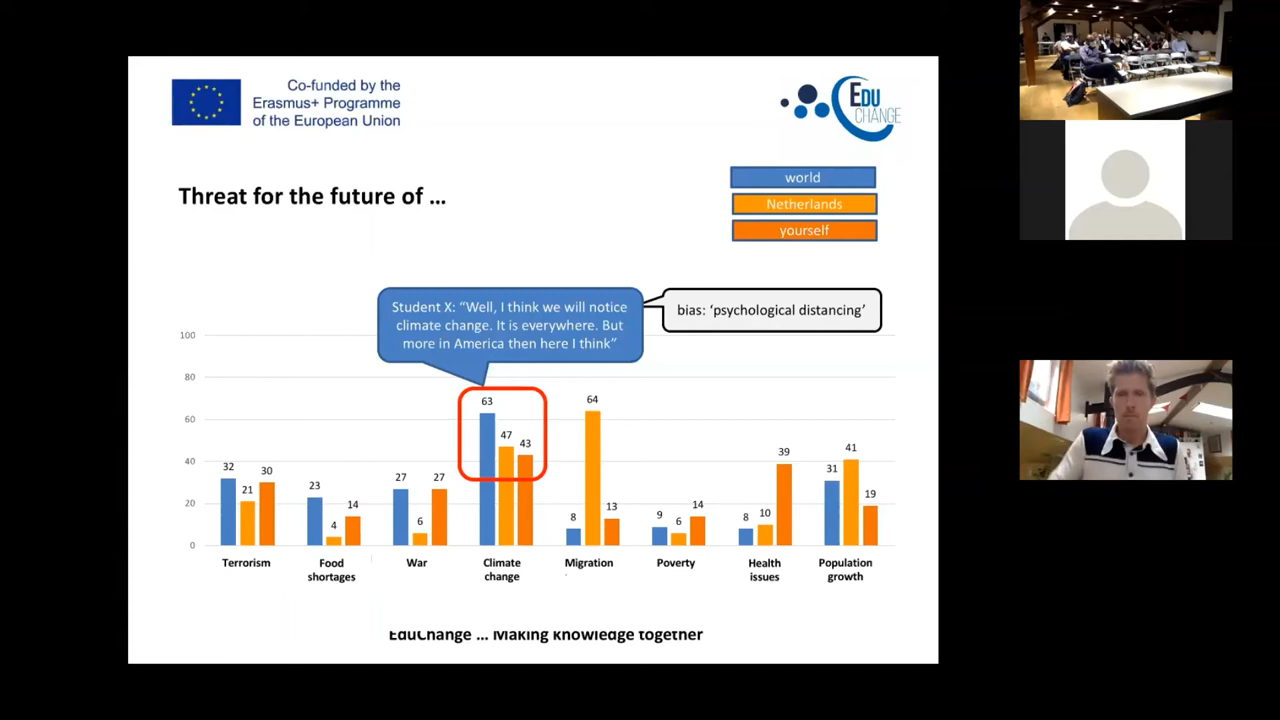 Co-funded by the
Erasmus+ Programme
of the European Union
EDU
CHANGE
Threat for the future of …
world
Netherlands
yourself
Student X: “Well, I think we will notice
climate change. It is everywhere. But
more in America then here I think”
bias: ‘psychological distancing’
100
80
60
40
20
0
32
21
30
23
4
14
27
6
27
63
47
43
8
64
13
9
6
14
8
10
39
31
41
19
Terrorism
Food
shortages
War
Climate
change
Migration
Poverty
Health
issues
Population
growth
EduChange … Making knowledge together